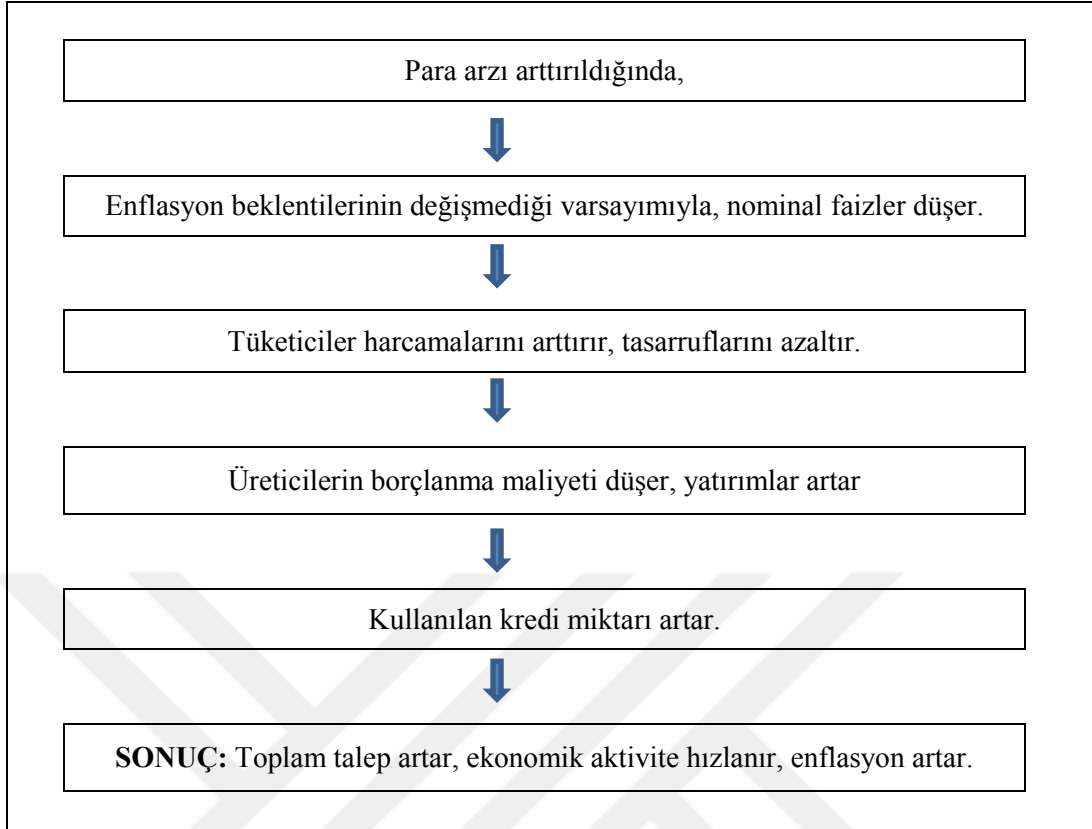 Para arzı arttırıldığında,
Enflasyon beklentilerinin değişmediği varsayımıyla, nominal faizler düşer.
Tüketiciler harcamalarını arttırır, tasarruflarını azaltır.
Üreticilerin borçlanma maliyeti düşer, yatırımlar artar
Kullanılan kredi miktarı artar.
SONUÇ: Toplam talep artar, ekonomik aktivite hızlanır, enflasyon artar.